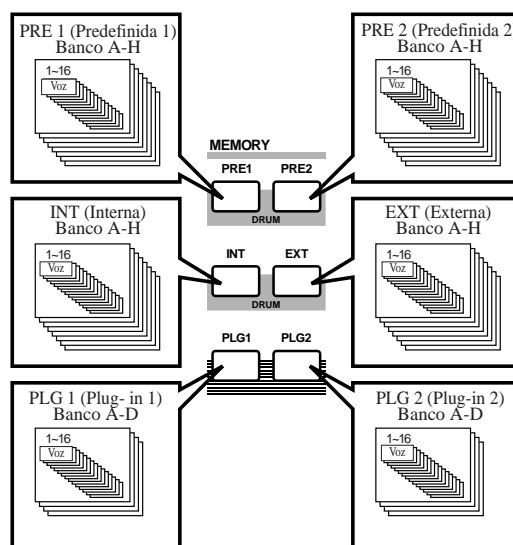 PRE 1 (Predefinida 1)
Banco A-H
1~16
Voz
PRE 2 (Predefinida 2
Banco A-H
1~16
Voz
MEMORY
PRE1 PRE2
DRUM
INT (Interna)
Banco A-H
1~16
Voz
EXT (Externa)
Banco A-H
1~16
Voz
INT EXT
DRUM
PLG1 PLG2
PLG 1 (Plug- in 1)
Banco A-D
1~16
Voz
PLG 2 (Plug-in 2)
Banco A-D
1~16
Voz